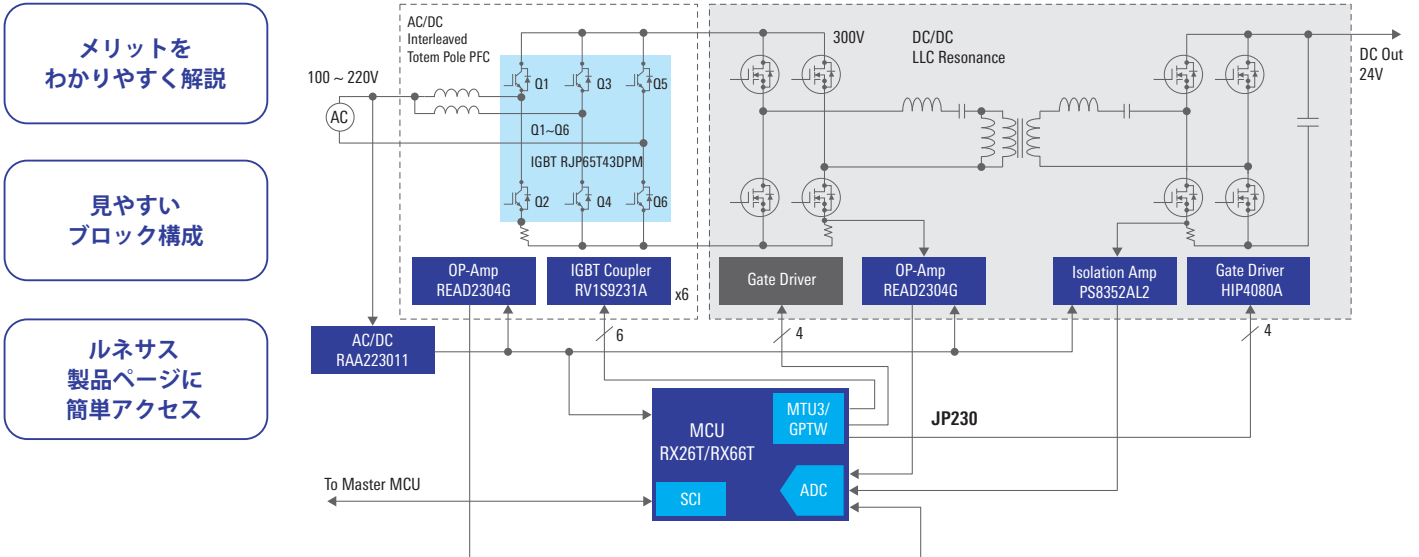 メリットを
わかりやすく解説
見やすい
ブロック構成
ルネサス
製品ページに
簡単アクセス
AC/DC
Interleaved
Totem Pole PFC
100 ~ 220V
AC
Q1
Q3
Q5
Q1~Q6
IGBT RJP65T43DPM
Q2
Q4
Q6
300V
DC/DC
LLC Resonance
DC Out
24V
OP-Amp
READ2304G
IGBT Coupler
RV1S9231A
x6
Gate Driver
OP-Amp
READ2304G
Isolation Amp
PS8352AL2
Gate Driver
HIP4080A
6
4
4
AC/DC
RAA223011
MCU
RX26T/RX66T
MTU3/
GPTW
JP230
ADC
SCI
To Master MCU